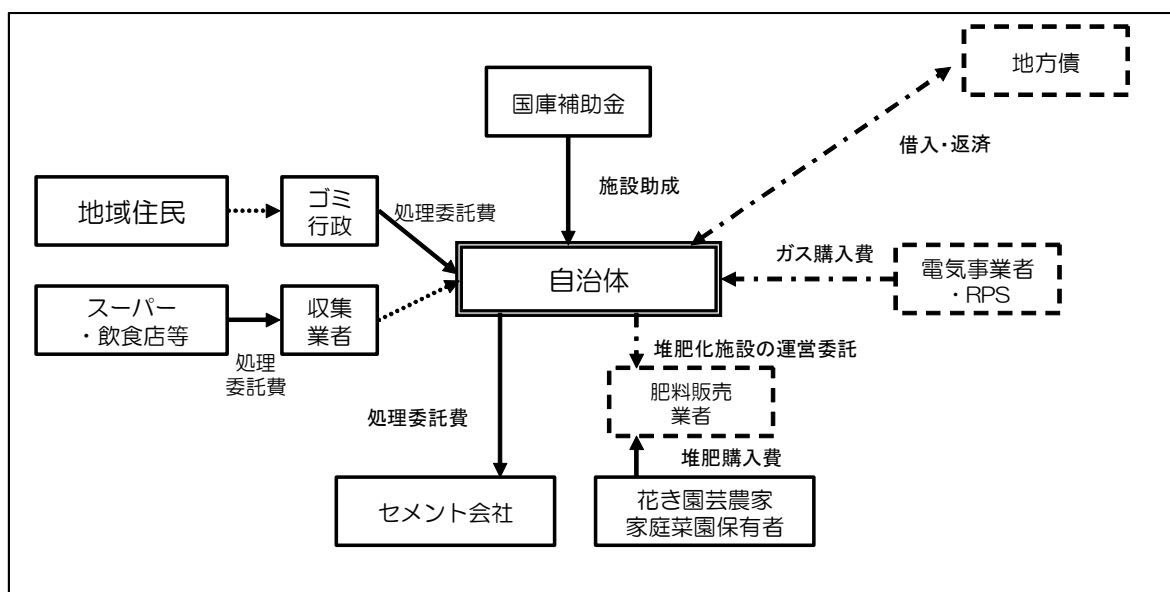 地方債
国庫補助金
借入・返済
施設助成
地域住民
ゴミ
行政
処理委託費
ガス購入費
自治体
電気事業者
・RPS
スーパー
・飲食店等
収集
業者
処理
委託費
堆肥化施設の運営委託
肥料販売
業者
処理委託費
堆肥購入費
セメント会社
花き園芸農家
家庭菜園保有者